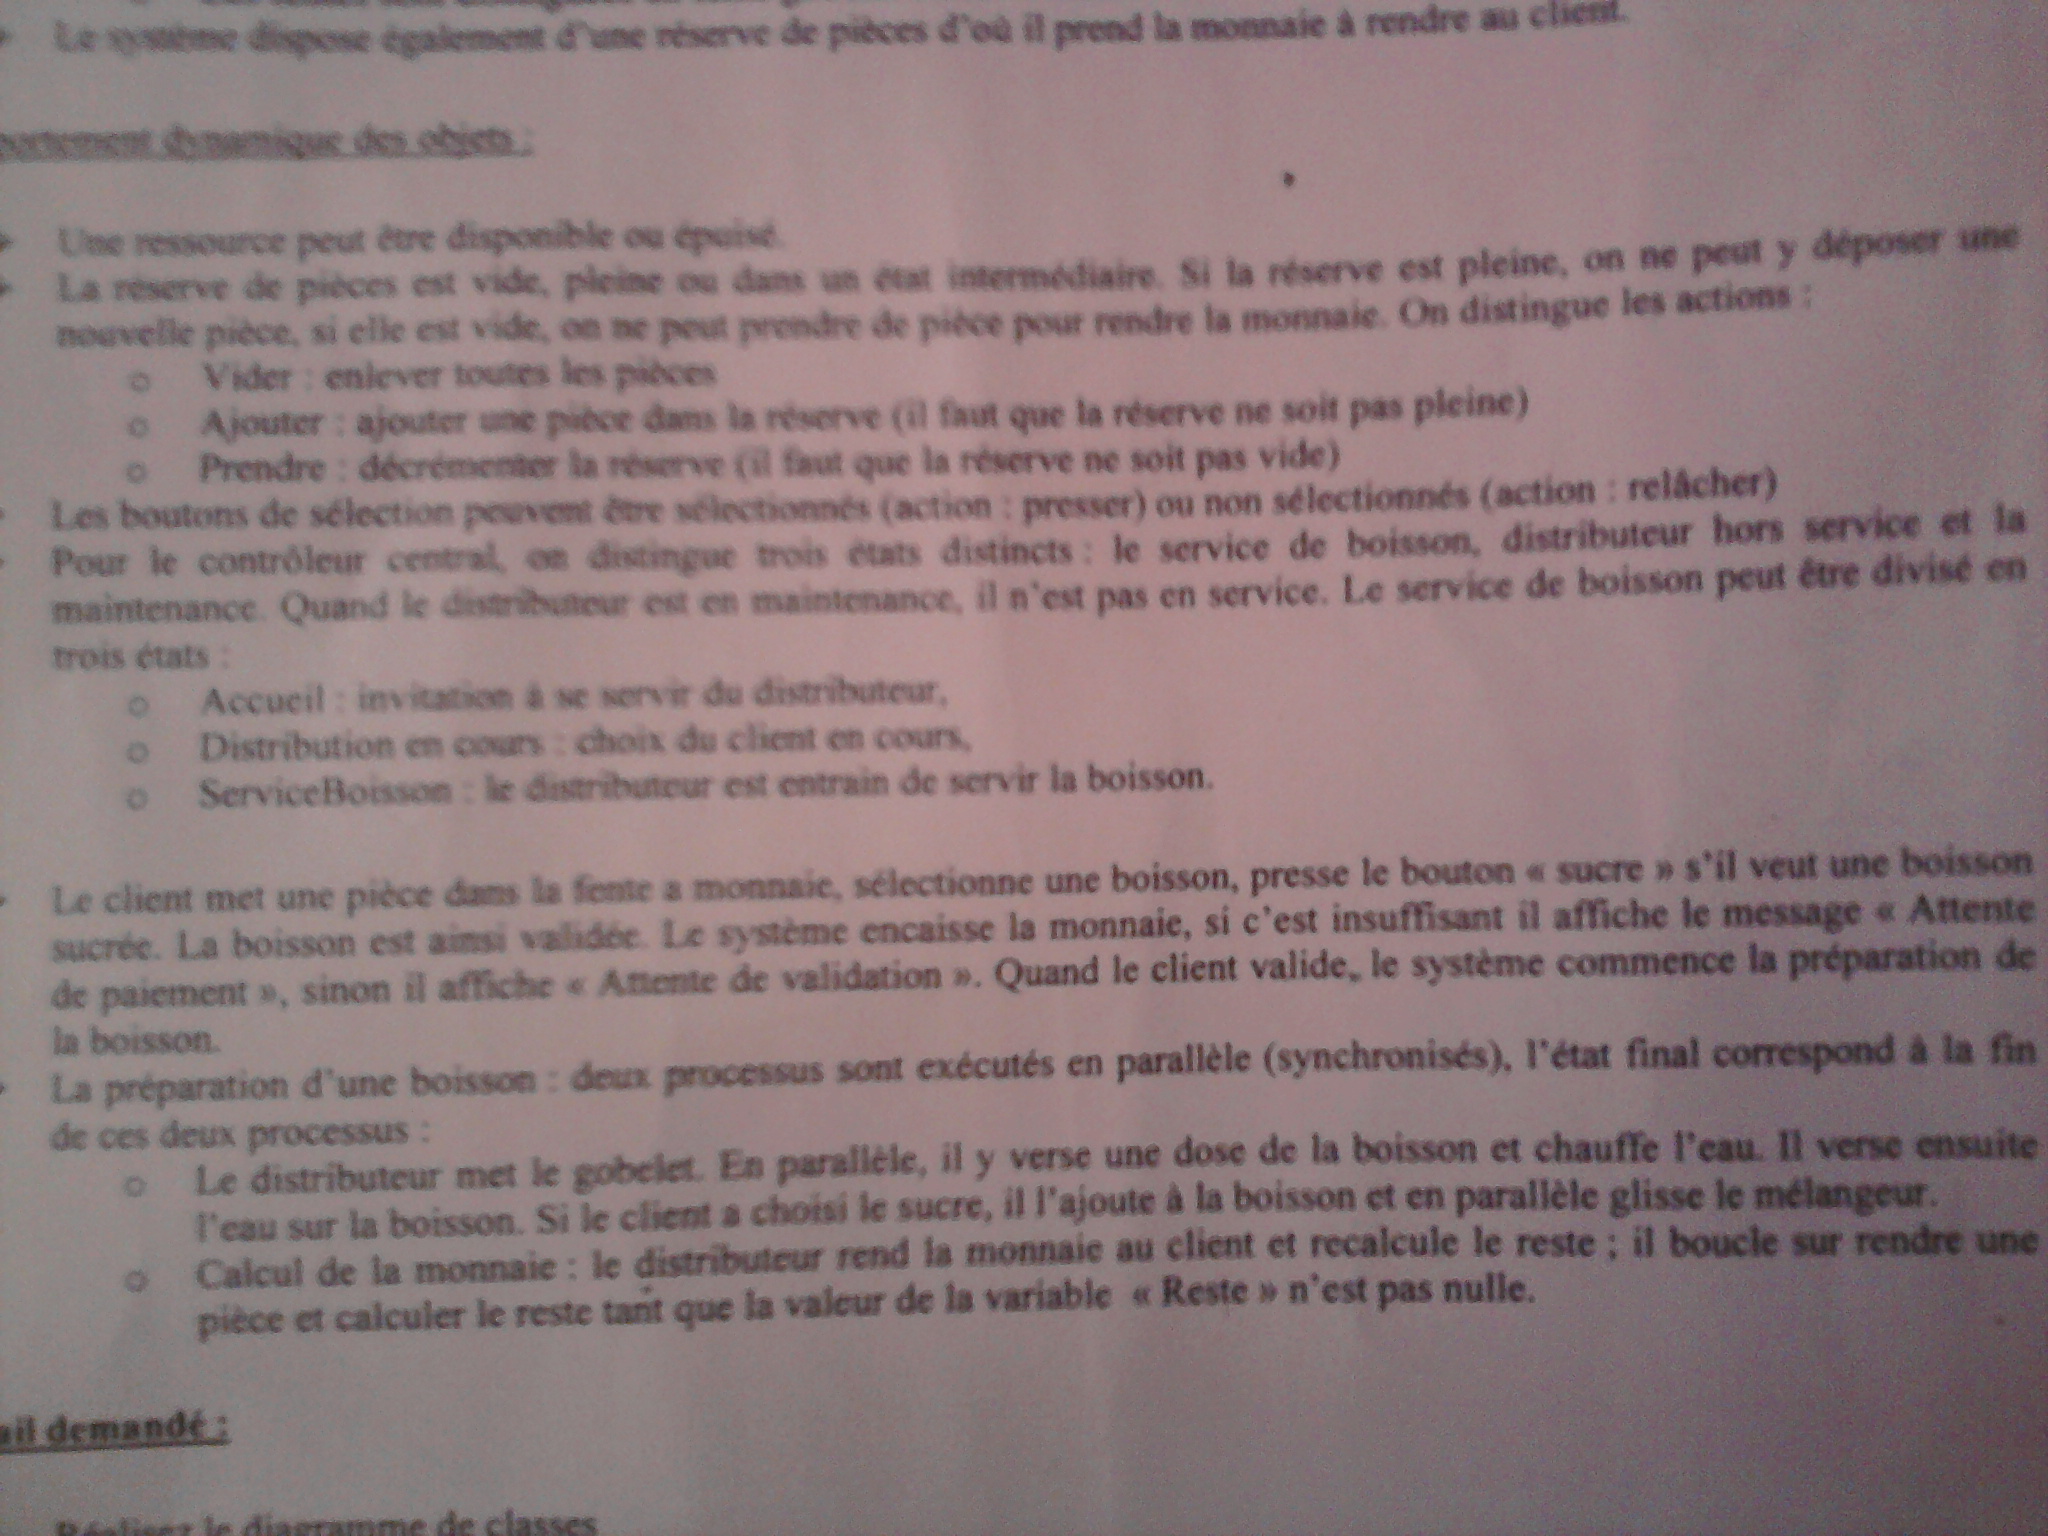 Le système dispose également d'une réserve de pièces d'où il prend la monnaie à rendre au client.
dynamique des objets :
Une ressource peut être disponible ou épuisé.
La réserve de pièces est vide, pleine ou dans un état intermédiaire. Si la réserve est pleine, on ne peut y déposer une
nouvelle pièce, si elle est vide, on ne peut prendre de pièce pour rendre la monnaie. On distingue les actions :
o Vider : enlever toutes les pièces
o Ajouter : ajouter une pièce dans la réserve (il faut que la réserve ne soit pas pleine)
o Prendre : décrémenter la réserve (il faut que la réserve ne soit pas vide)
Les boutons de sélection peuvent être sélectionnés (action : presser) ou non sélectionnés (action : relâcher)
Pour le contrôleur central, on distingue trois états distincts : le service de boisson, distributeur hors service et la
maintenance. Quand le distributeur est en maintenance, il n'est pas en service. Le service de boisson peut être divisé en
trois états :
o Accueil : invitation à se servir du distributeur,
o Distribution en cours : choix du client en cours,
o ServiceBoisson : le distributeur est entrain de servir la boisson.
Le client met une pièce dans la fente a monnaie, sélectionne une boisson, presse le bouton « sucre » s'il veut une boisson
sucrée. La boisson est ainsi validée. Le système encaisse la monnaie, si c'est insuffisant il affiche le message « Attente
de paiement », sinon il affiche « Attente de validation ». Quand le client valide, le système commence la préparation de
la boisson.
La préparation d'une boisson : deux processus sont exécutés en parallèle (synchronisés), l'état final correspond à la fin
de ces deux processus :
o Le distributeur met le gobelet. En parallèle, il y verse une dose de la boisson et chauffe l'eau. Il verse ensuite
l'eau sur la boisson. Si le client a choisi le sucre, il l'ajoute à la boisson et en parallèle glisse le mélangeur.
o Calcul de la monnaie : le distributeur rend la monnaie au client et recalcule le reste ; il boucle sur rendre une
pièce et calculer le reste tant que la valeur de la variable « Reste » n'est pas nulle.
ail demandé :
Réaliser le diagramme de classes